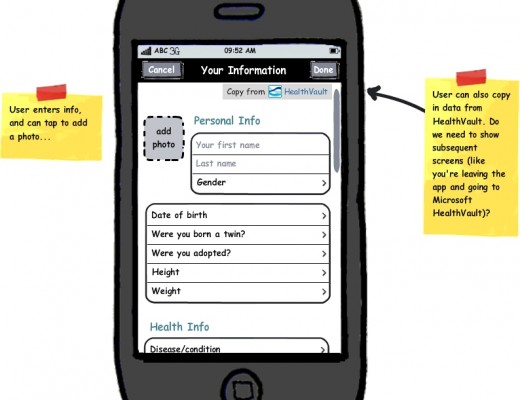 ABC 3G 09:52 AM
Cancel Your Information Done
Copy from HealthVault
add
photo
Personal Info
Your first name
Last name
Gender
Date of birth
Were you born a twin?
Were you adopted?
Height
Weight
Health Info
Disease/condition
User enters info,
and can tap to add
a photo...
User can also copy
in data from
HealthVault. Do
we need to show
subsequent
screens (like
you're leaving the
app and going to
Microsoft
HealthVault)?